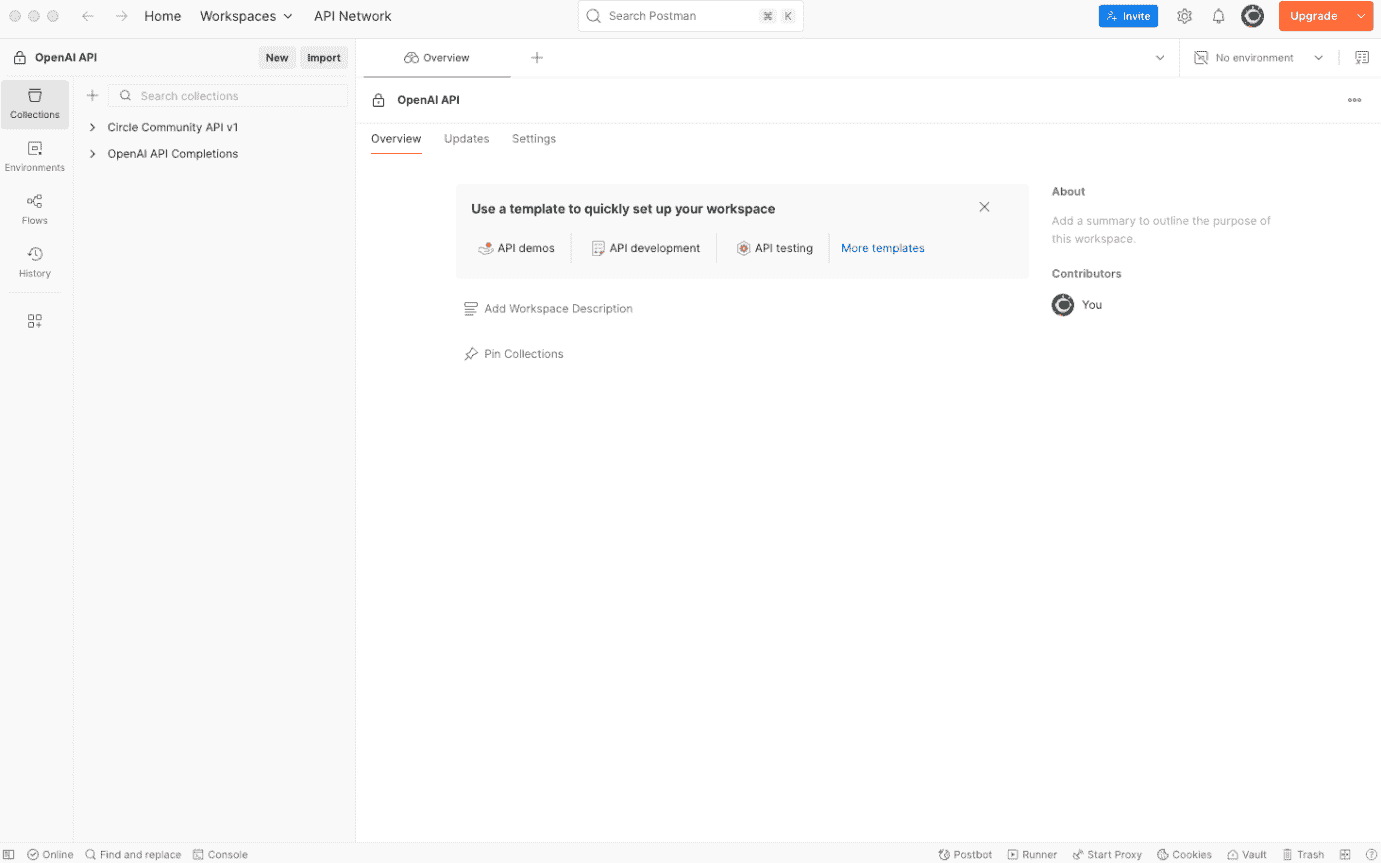 Home Workspaces API Network Search Postman ⌘ K Invite Upgrade
OpenAI API New Import Overview No environment
Collections
Search collections
Circle Community API v1
OpenAI API Completions
Environments
Flows
History
OpenAI API
Overview Updates Settings
Use a template to quickly set up your workspace
API demos API development API testing More templates
Add Workspace Description
Pin Collections
About
Add a summary to outline the purpose of
this workspace.
Contributors
You
Online Find and replace Console Postbot Runner Start Proxy Cookies Vault Trash